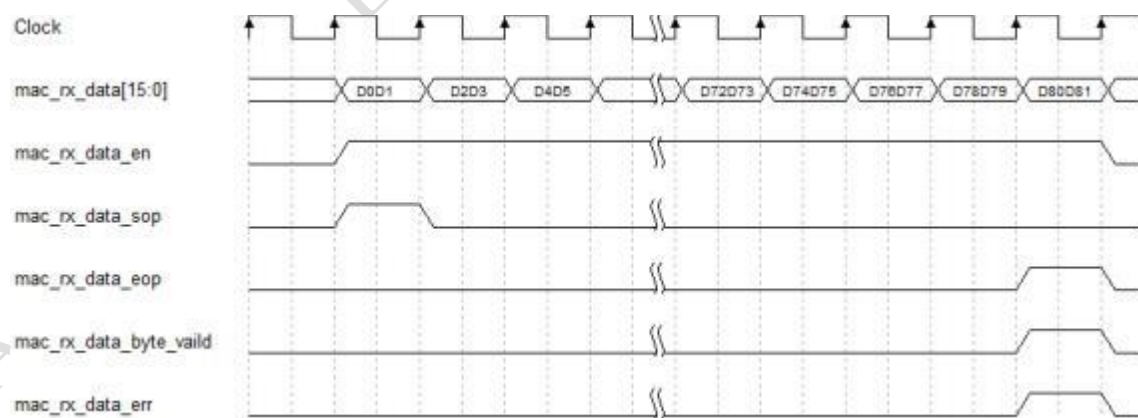 Clock
mac_rx_data[15:0]
D0D1 D2D3 D4D5 D72D73 D74D75 D76D77 D78D79 D80D81
mac_rx_data_en
mac_rx_data_sop
mac_rx_data_eop
mac_rx_data_byte_vaild
mac_rx_data_err